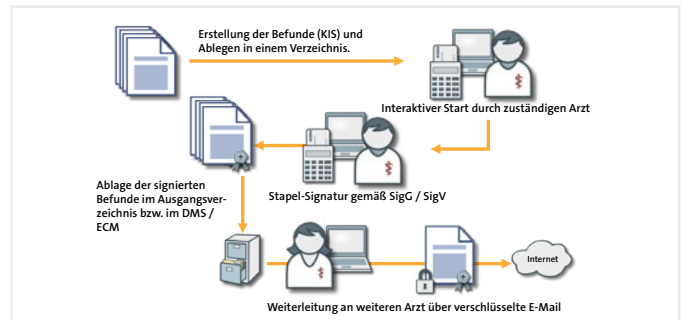 Erstellung der Befunde (KIS) und
Ablegen in einem Verzeichnis.
Interaktiver Start durch zuständigen Arzt
Stapel-Signatur gemäß SigG / SigV
Ablage der signierten
Befunde im Ausgangsver-
zeichnis bzw. im DMS /
ECM
Internet
Weiterleitung an weiteren Arzt über verschlüsselte E-Mail